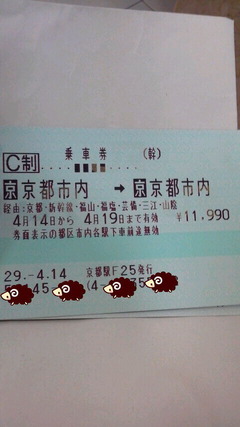 乗車券 (幹)
C制
京 京都市内 → 京 京都市内
経由:京都・新幹線・福山・福塩・芸備・三江・山陰
4月14日から 4月19日まで有効 ¥11,990
券面表示の都区市内各駅下車前途無効
29.-4.14 京都駅F25発行
45 (4-